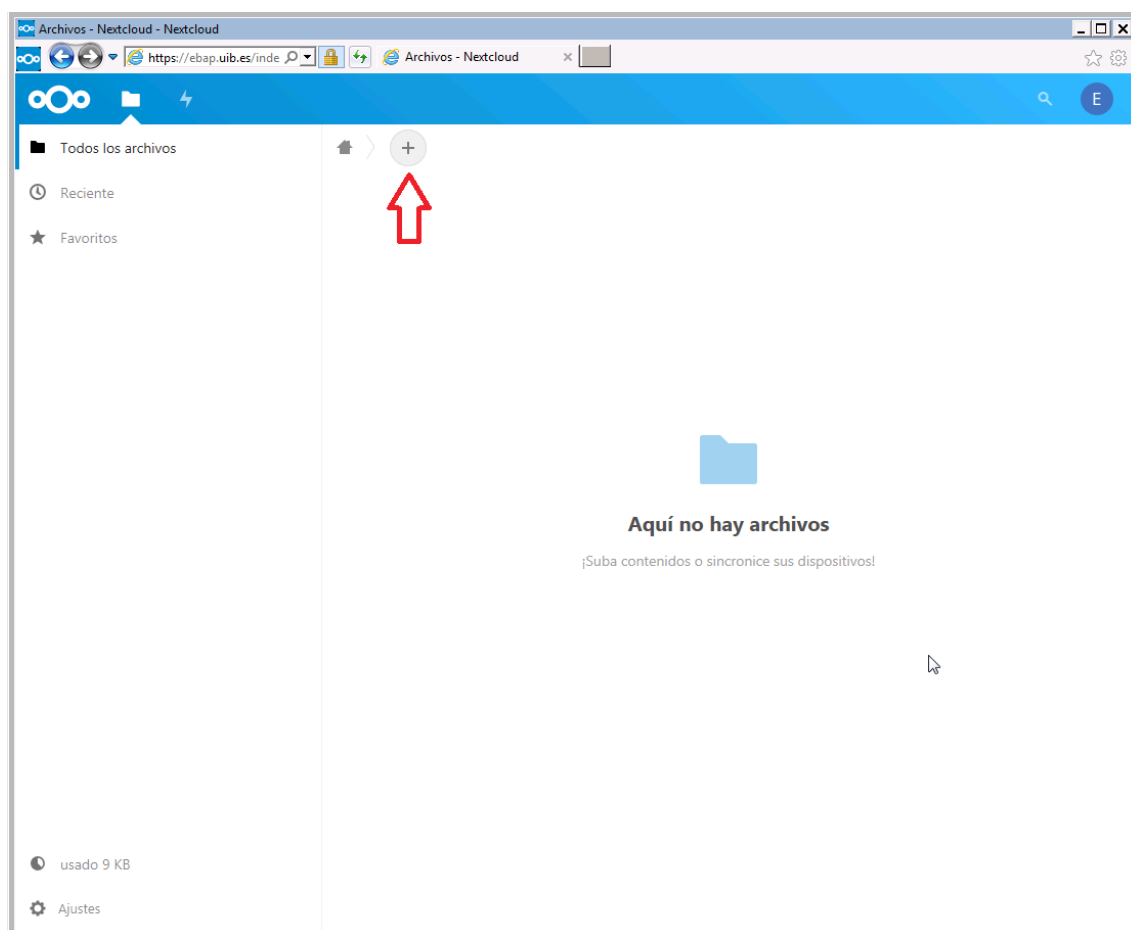 Archivos - Nextcloud - Nextcloud
https://ebap.uib.es/inde
Archivos - Nextcloud
E
Todos los archivos
Reciente
Favoritos
Aquí no hay archivos
¡Suba contenidos o sincronice sus dispositivos!
usado 9 KB
Ajustes